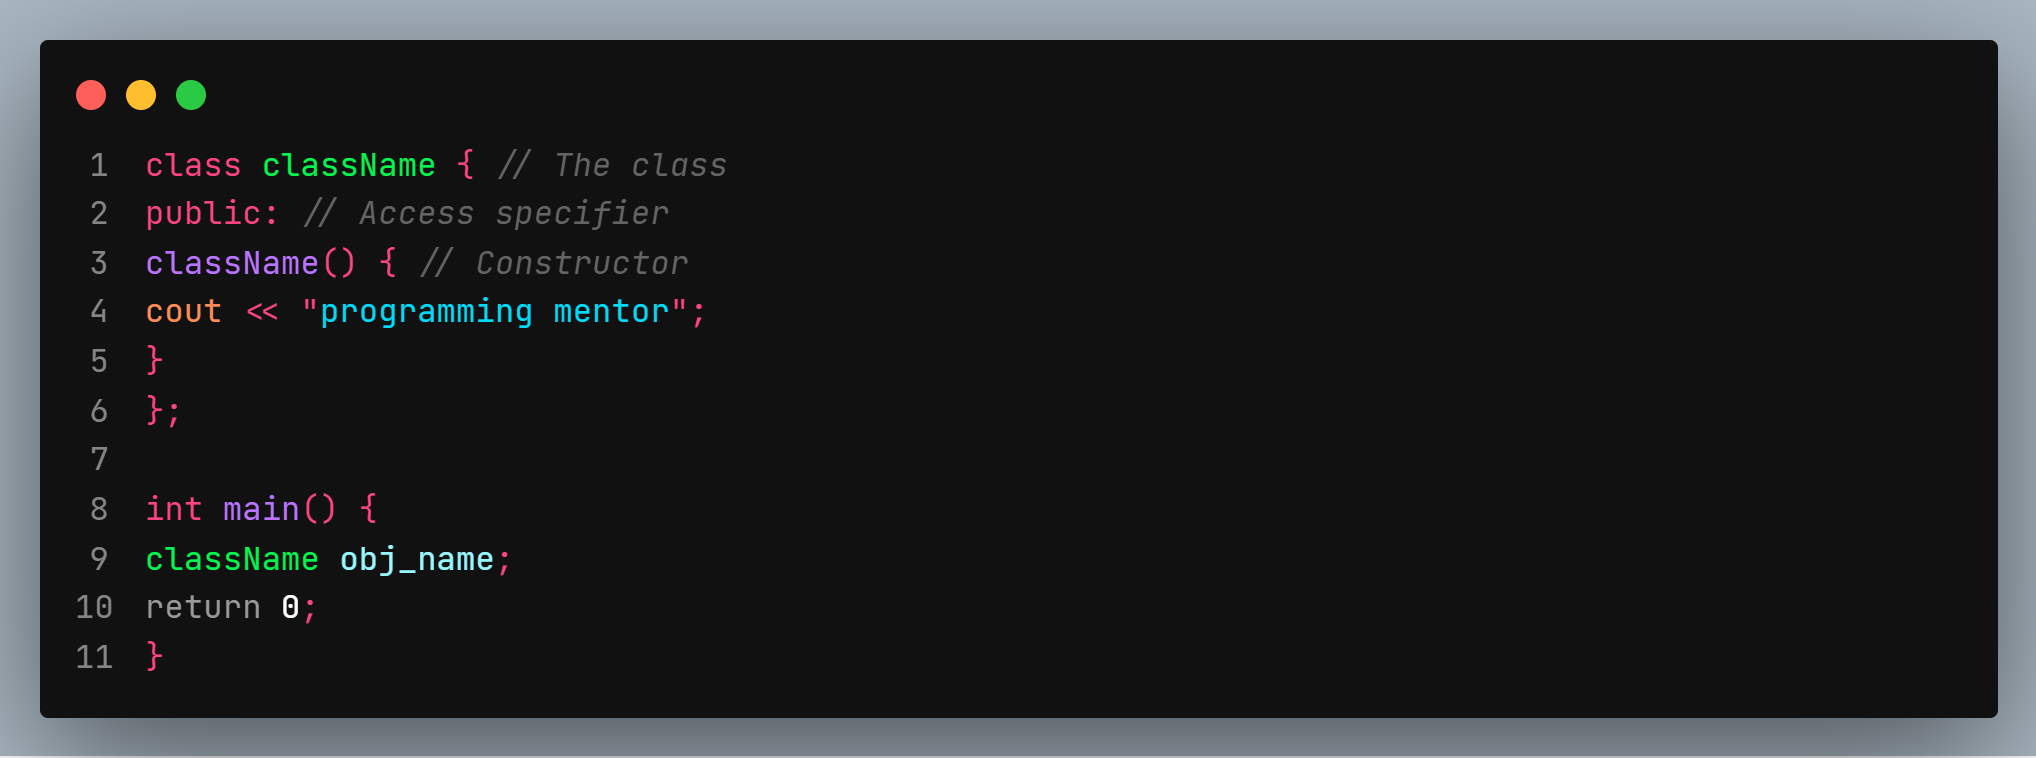 1 class className { // The class
2 public: // Access specifier
3 className() { // Constructor
4 cout << "programming mentor";
5 }
6 };
7
8 int main() {
9 className obj_name;
10 return 0;
11 }